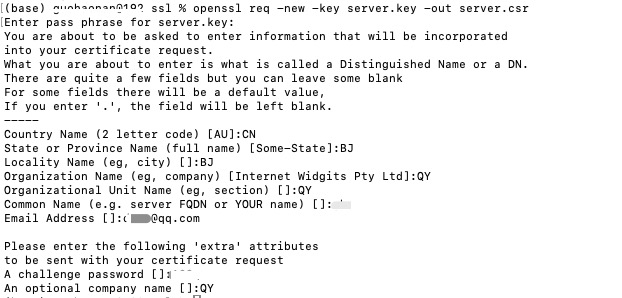 (base) ssl % openssl req -new -key server.key -out server.csr
Enter pass phrase for server.key:
You are about to be asked to enter information that will be incorporated
into your certificate request.
What you are about to enter is what is called a Distinguished Name or a DN.
There are quite a few fields but you can leave some blank
For some fields there will be a default value,
If you enter '.', the field will be left blank.
-----
Country Name (2 letter code) [AU]:CN
State or Province Name (full name) [Some-State]:BJ
Locality Name (eg, city) []:BJ
Organization Name (eg, company) [Internet Widgits Pty Ltd]:QY
Organizational Unit Name (eg, section) []:QY
Common Name (e.g. server FQDN or YOUR name) []:
Email Address []: @qq.com
Please enter the following 'extra' attributes
to be sent with your certificate request
A challenge password []:
An optional company name []:QY